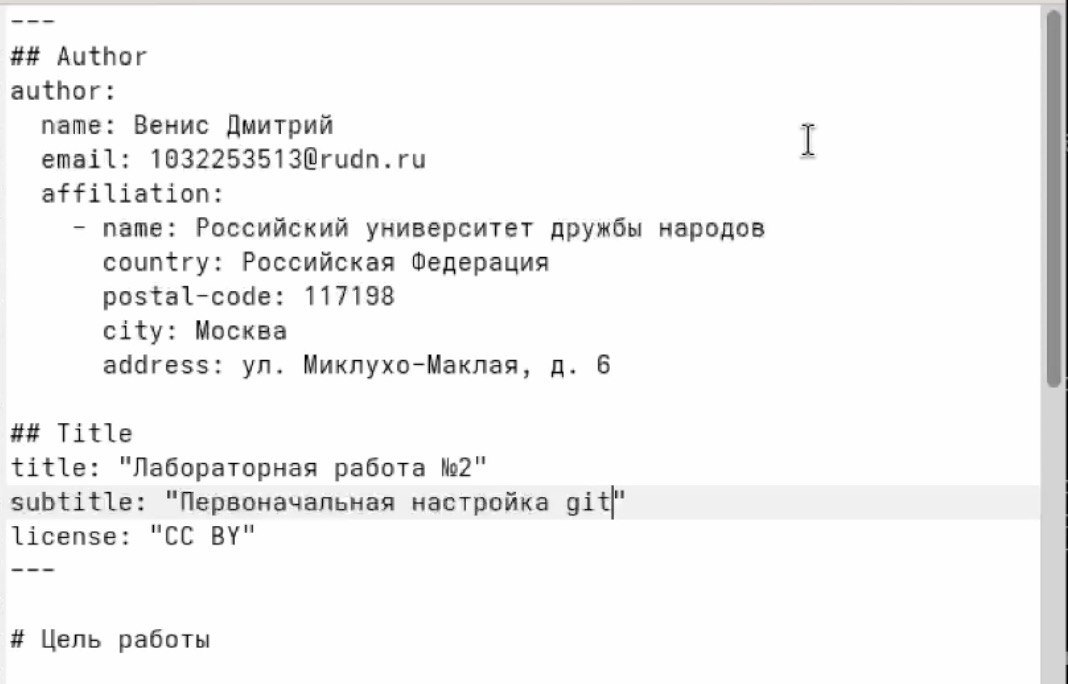 ---
## Author
author:
  name: Венис Дмитрий
  email: 1032253513@rudn.ru
  affiliation:
    - name: Российский университет дружбы народов
      country: Российская Федерация
      postal-code: 117198
      city: Москва
      address: ул. Миклухо-Маклая, д. 6

## Title
title: "Лабораторная работа №2"
subtitle: "Первоначальная настройка git"
license: "CC BY"
---

# Цель работы